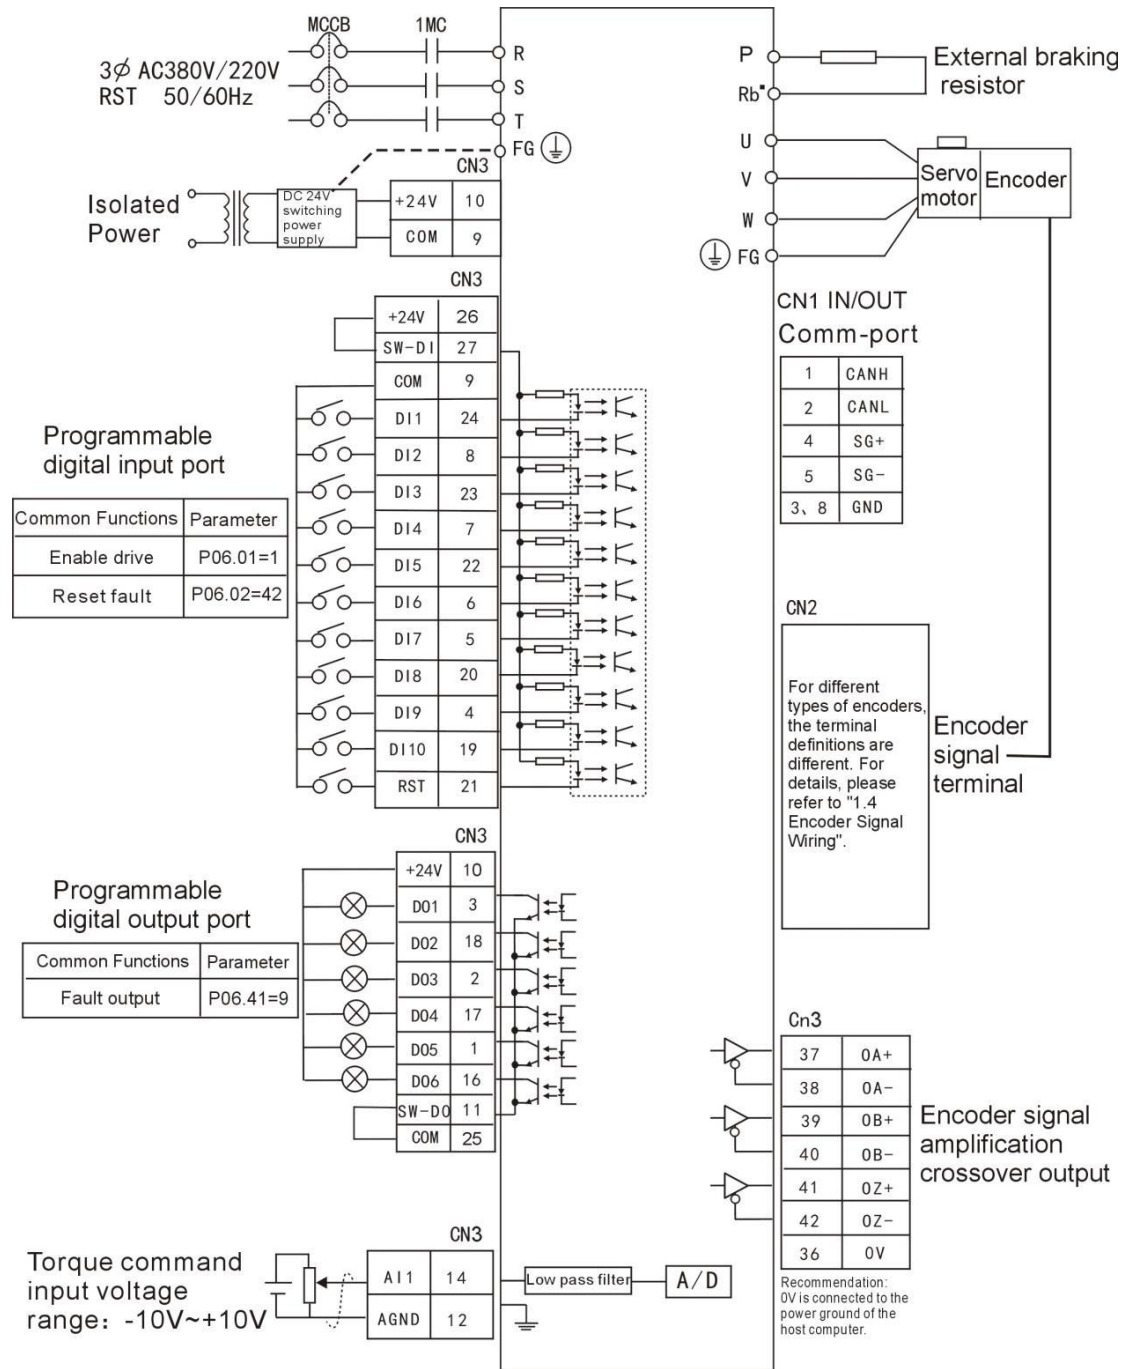 MCCB 1MC
3∅ AC380V/220V
RST 50/60Hz
R
S
T
FG
Isolated
Power
DC 24V
switching
power
supply
CN3
+24V 10
COM 9
CN3
+24V 26
SW-DI 27
COM 9
DI1 24
DI2 8
DI3 23
DI4 7
DI5 22
DI6 6
DI7 5
DI8 20
DI9 4
DI10 19
RST 21
Programmable
digital input port
Common Functions Parameter
Enable drive P06.01=1
Reset fault P06.02=42
CN3
+24V 10
DO1 3
DO2 18
DO3 2
DO4 17
DO5 1
DO6 16
SW-DO 11
COM 25
Programmable
digital output port
Common Functions Parameter
Fault output P06.41=9
CN3
Torque command
input voltage
range: -10V~+10V
AI1 14
AGND 12
Low pass filter
A/D
P
Rb
External braking
resistor
U
V
W
FG
Servo
motor
Encoder
CN1 IN/OUT
Comm-port
1 CANH
2 CANL
4 SG+
5 SG-
3、8 GND
CN2
For different
types of encoders,
the terminal
definitions are
different. For
details, please
refer to "1.4
Encoder Signal
Wiring".
Encoder
signal
terminal
Cn3
37 OA+
38 OA-
39 OB+
40 OB-
41 OZ+
42 OZ-
36 0V
Encoder signal
amplification
crossover output
Recommendation:
0V is connected to the
power ground of the
host computer.